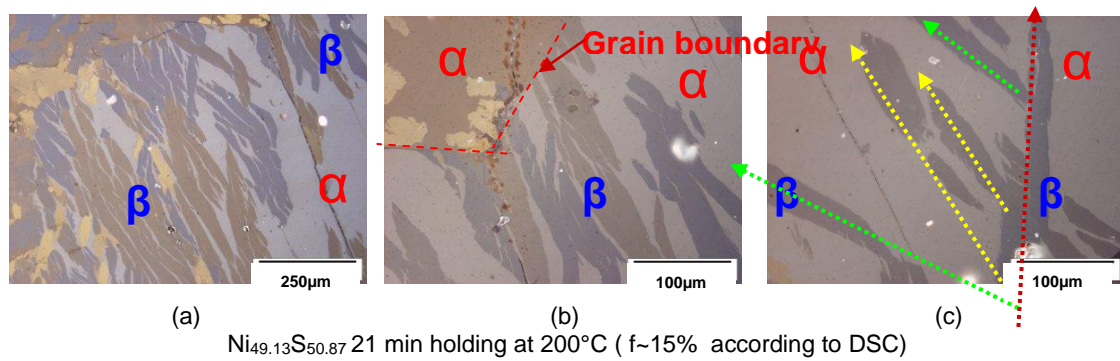 β
β
α
250µm
(a)
α
Grain boundary
α
β
100µm
(b)
α
α
β
β
100µm
(c)
Ni49.13S50.87 21 min holding at 200°C ( f~15% according to DSC)